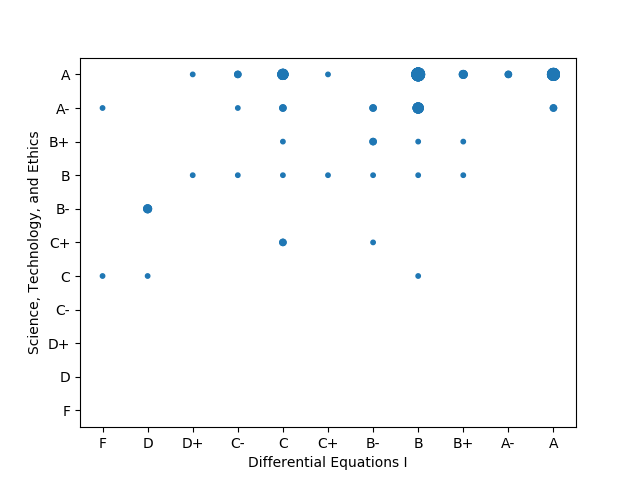 A
A-
B+
B
B-
C+
C
C-
D+
D
F
Science, Technology, and Ethics
F D D+ C- C C+ B- B B+ A- A
Differential Equations I